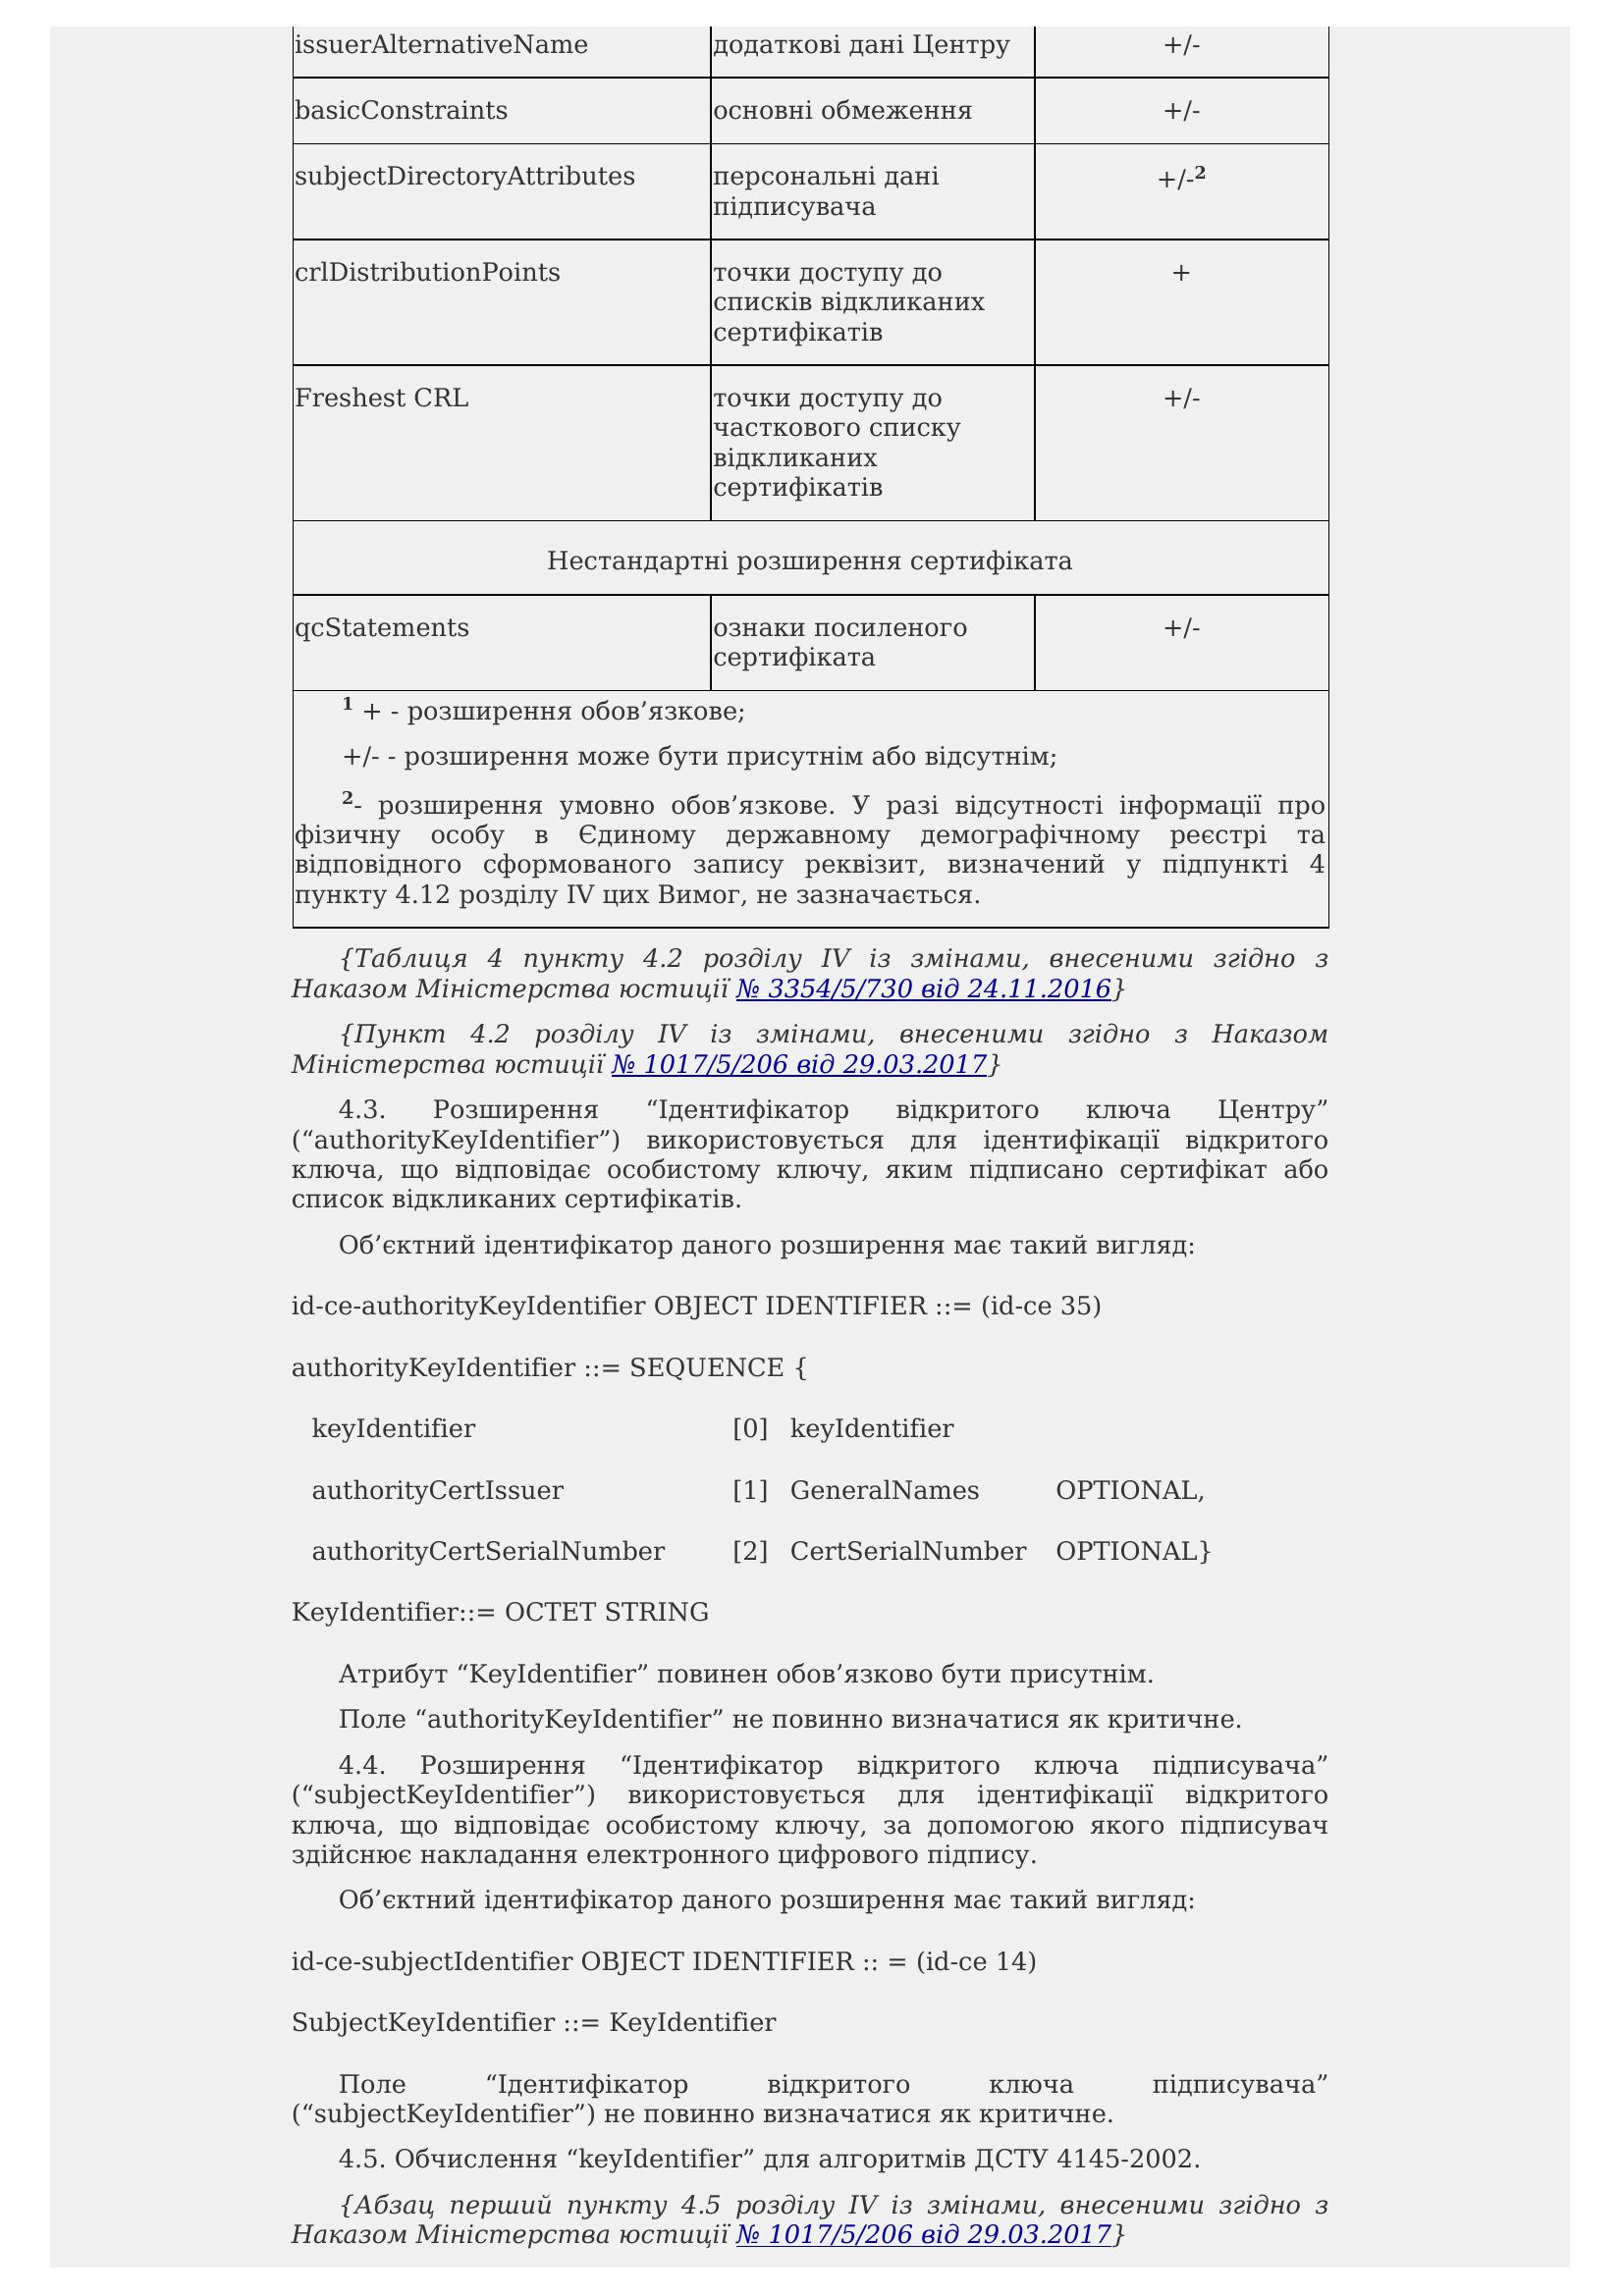 issuerAlternativeName додаткові дані Центру +/-
basicConstraints основні обмеження +/-
subjectDirectoryAttributes персональні дані +/-²
підписувача
crlDistributionPoints точки доступу до +
списків відкликаних
сертифікатів
Freshest CRL точки доступу до +/-
часткового списку
відкликаних
сертифікатів
Нестандартні розширення сертифіката
qcStatements ознаки посиленого +/-
сертифіката
¹ + - розширення обов’язкове;
+/- - розширення може бути присутнім або відсутнім;
²- розширення умовно обов’язкове. У разі відсутності інформації про
фізичну особу в Єдиному державному демографічному реєстрі та
відповідного сформованого запису реквізит, визначений у підпункті 4
пункту 4.12 розділу IV цих Вимог, не зазначається.
{Таблиця 4 пункту 4.2 розділу IV із змінами, внесеними згідно з
Наказом Міністерства юстиції № 3354/5/730 від 24.11.2016}
{Пункт 4.2 розділу IV із змінами, внесеними згідно з Наказом
Міністерства юстиції № 1017/5/206 від 29.03.2017}
4.3. Розширення “Ідентифікатор відкритого ключа Центру”
(“authorityKeyIdentifier”) використовується для ідентифікації відкритого
ключа, що відповідає особистому ключу, яким підписано сертифікат або
список відкликаних сертифікатів.
Об’єктний ідентифікатор даного розширення має такий вигляд:
id-ce-authorityKeyIdentifier OBJECT IDENTIFIER ::= (id-ce 35)
authorityKeyIdentifier ::= SEQUENCE {
keyIdentifier [0] keyIdentifier
authorityCertIssuer [1] GeneralNames OPTIONAL,
authorityCertSerialNumber [2] CertSerialNumber OPTIONAL}
KeyIdentifier::= OCTET STRING
Атрибут “KeyIdentifier” повинен обов’язково бути присутнім.
Поле “authorityKeyIdentifier” не повинно визначатися як критичне.
4.4. Розширення “Ідентифікатор відкритого ключа підписувача”
(“subjectKeyIdentifier”) використовується для ідентифікації відкритого
ключа, що відповідає особистому ключу, за допомогою якого підписувач
здійснює накладання електронного цифрового підпису.
Об’єктний ідентифікатор даного розширення має такий вигляд:
id-ce-subjectIdentifier OBJECT IDENTIFIER :: = (id-ce 14)
SubjectKeyIdentifier ::= KeyIdentifier
Поле “Ідентифікатор відкритого ключа підписувача”
(“subjectKeyIdentifier”) не повинно визначатися як критичне.
4.5. Обчислення “keyIdentifier” для алгоритмів ДСТУ 4145-2002.
{Абзац перший пункту 4.5 розділу IV із змінами, внесеними згідно з
Наказом Міністерства юстиції № 1017/5/206 від 29.03.2017}